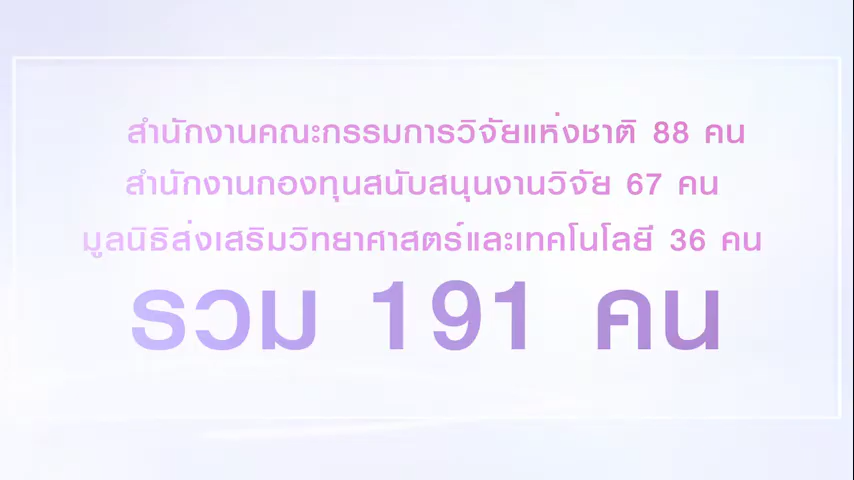 สำนักงานคณะกรรมการวิจัยแห่งชาติ 88 คน
สำนักงานกองทุนสนับสนุนงานวิจัย 67 คน
มูลนิธิส่งเสริมวิทยาศาสตร์และเทคโนโลยี 36 คน
รวม 191 คน